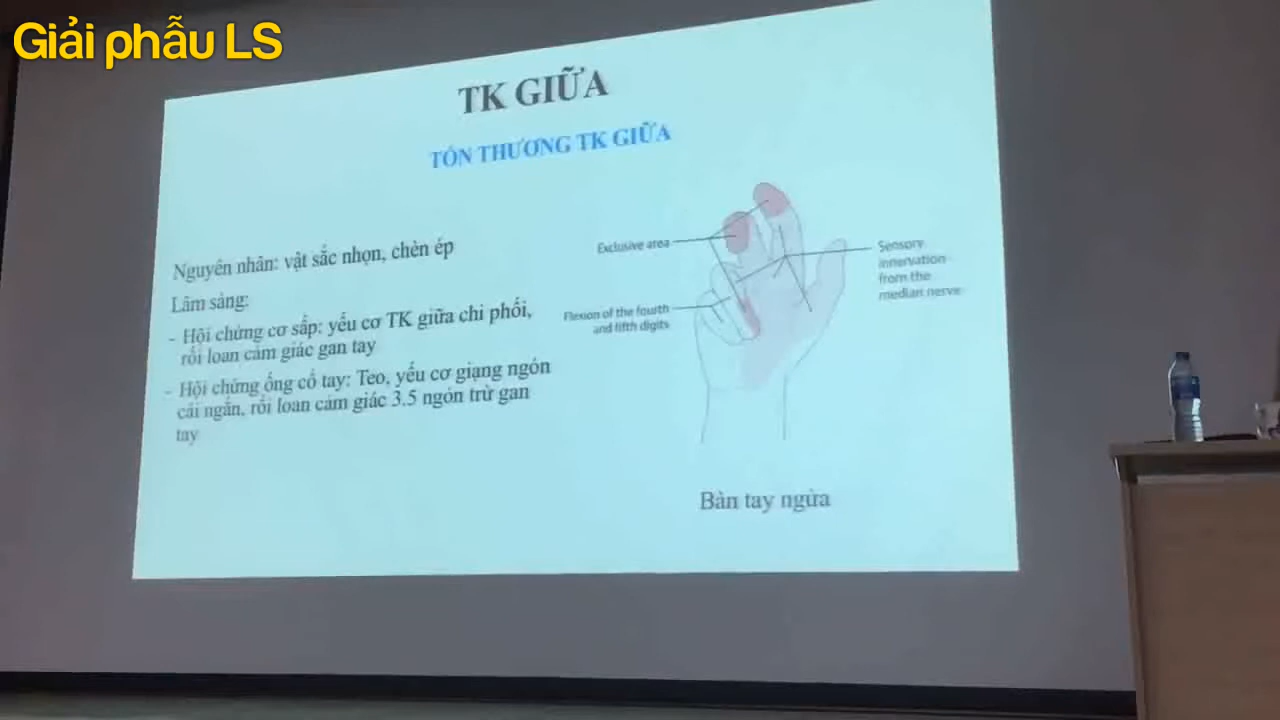 Giải phẫu LS
TK GIỮA
TỔN THƯƠNG TK GIỮA
Nguyên nhân: vật sắc nhọn, chèn ép
Lâm sàng:
- Hội chứng cơ sấp: yếu cơ TK giữa chi phối,
rối loạn cảm giác gan tay
- Hội chứng ống cổ tay: Teo, yếu cơ giạng ngón
cái ngắn, rối loạn cảm giác 3.5 ngón trừ gan
tay
Exclusive area
Flexion of the fourth
and fifth digits
Sensory
innervation
from the
median nerve
Bàn tay ngửa